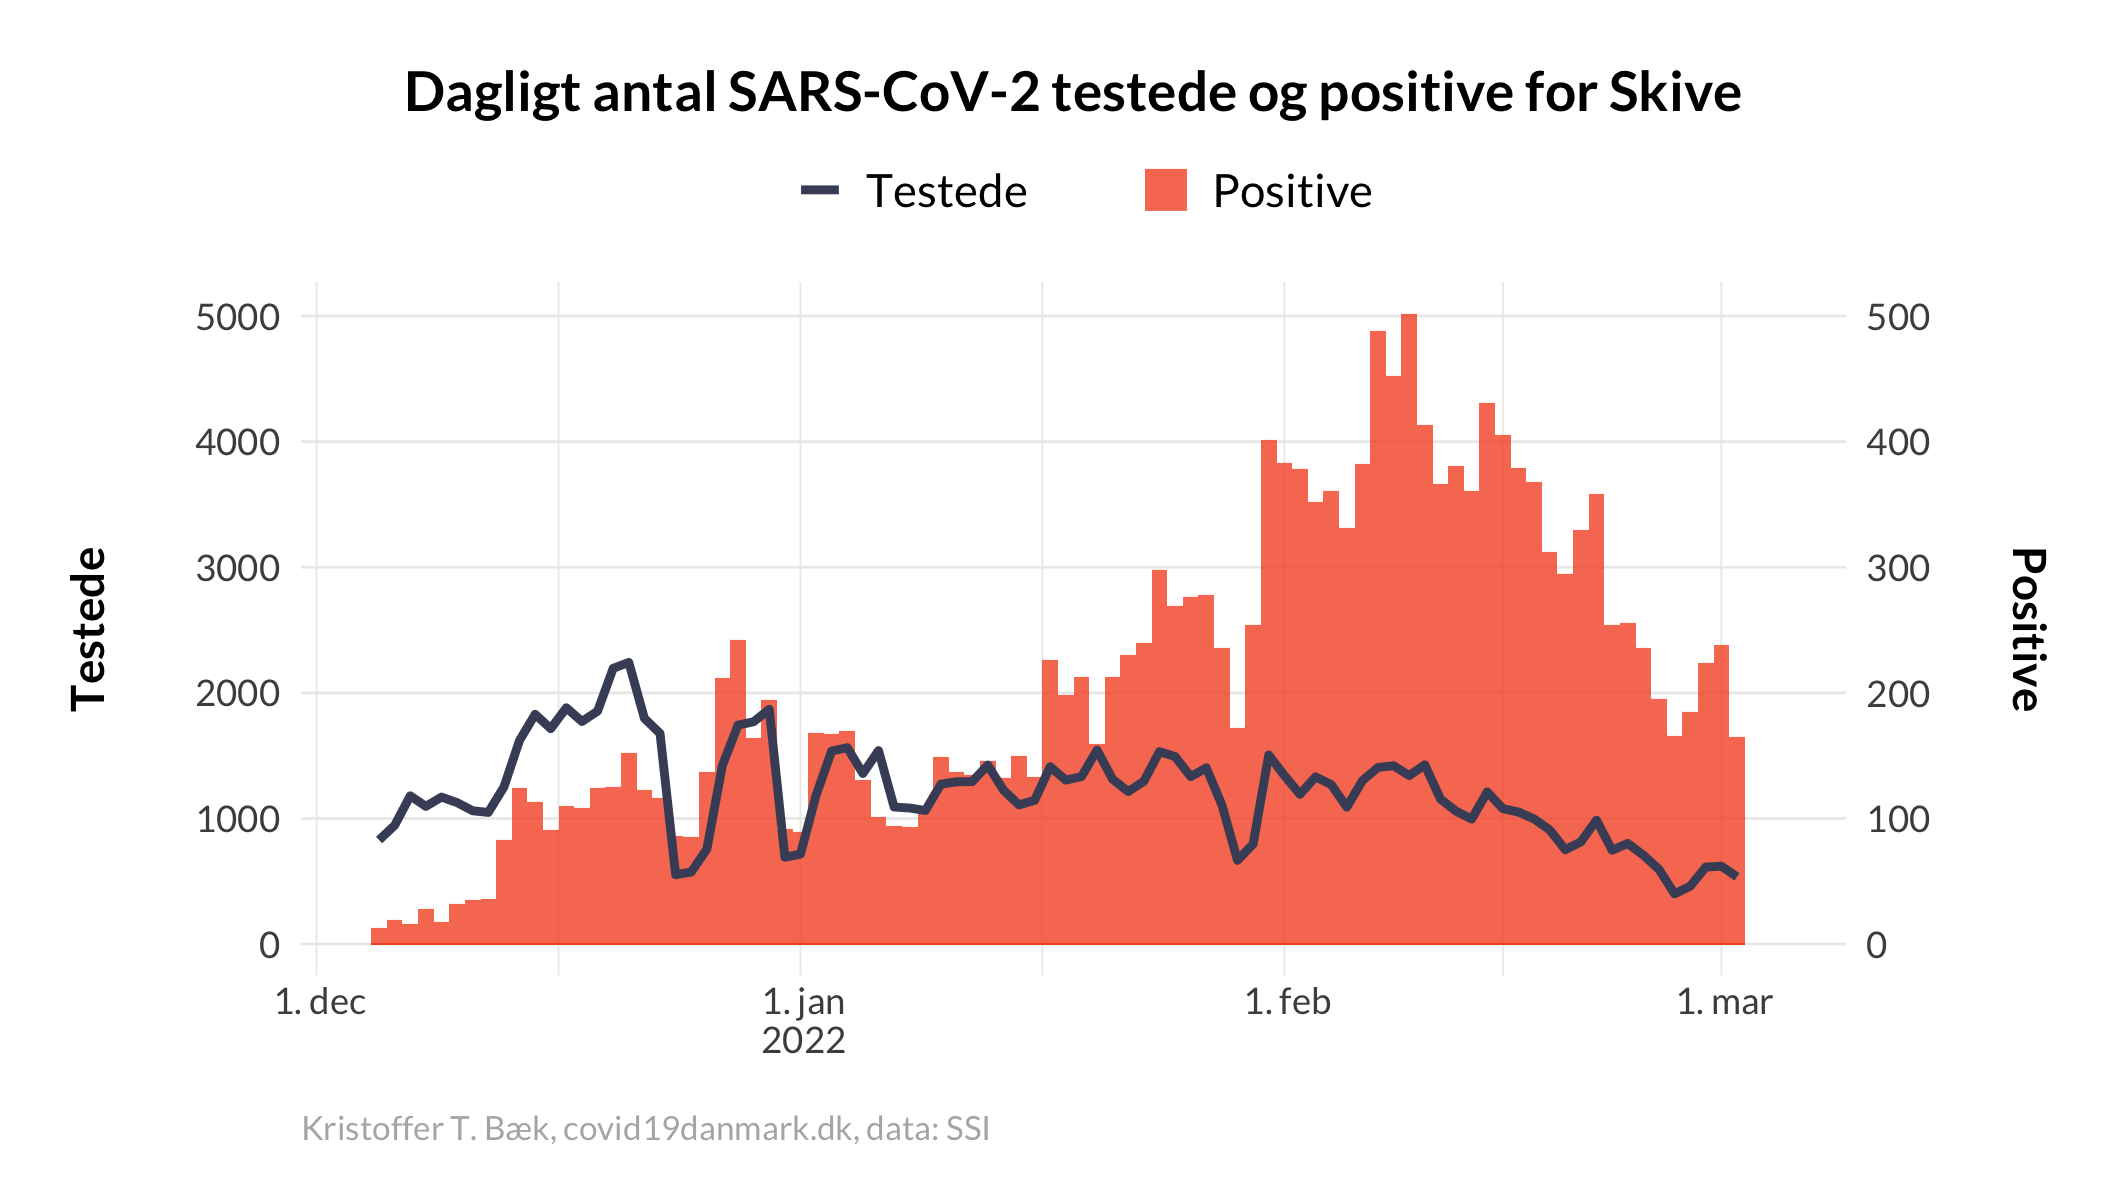 Dagligt antal SARS-CoV-2 testede og positive for Skive
Testede Positive
5000 500
4000 400
3000 300
2000 200
1000 100
0 0
Testede
Positive
1. dec 1. jan 1. feb 1. mar
2022
Kristoffer T. Bæk, covid19danmark.dk, data: SSI